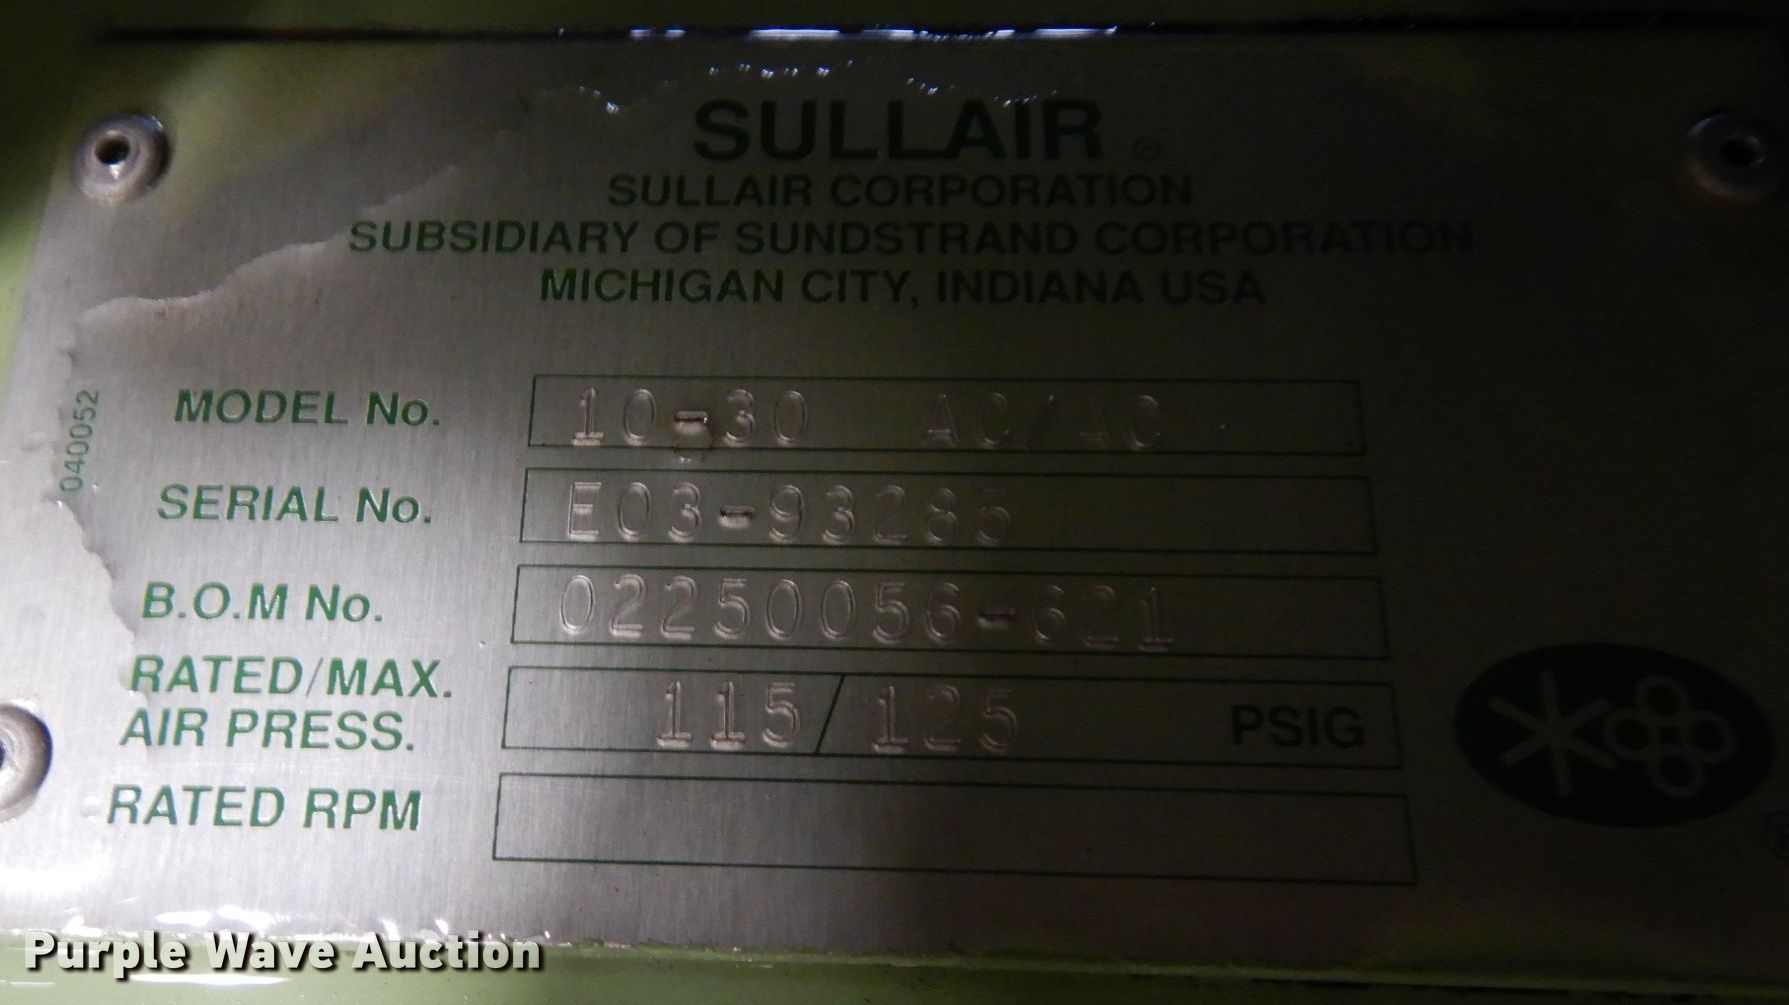 SULLAIR®
SULLAIR CORPORATION
SUBSIDIARY OF SUNDSTRAND CORPORATION
MICHIGAN CITY, INDIANA USA
MODEL No. 10-30 AC/AC
SERIAL No. E03-93285
B.O.M No. 02250056-621
RATED/MAX.
AIR PRESS. 115/125 PSIG
RATED RPM
040052
Purple Wave Auction